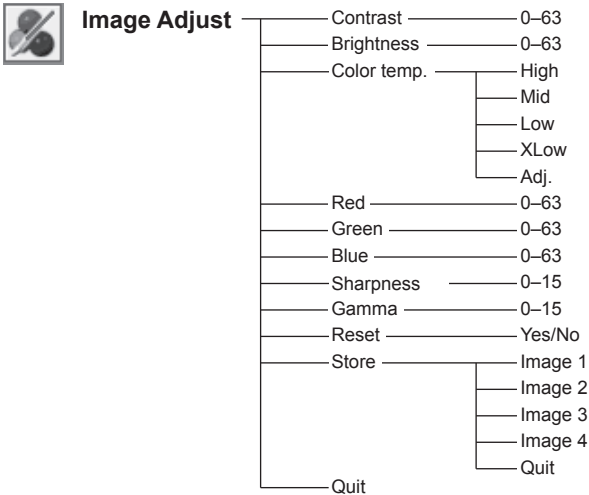 Image Adjust Contrast 0–63
Brightness 0–63
Color temp. High
Mid
Low
XLow
Adj.
Red 0–63
Green 0–63
Blue 0–63
Sharpness 0–15
Gamma 0–15
Reset Yes/No
Store Image 1
Image 2
Image 3
Image 4
Quit
Quit